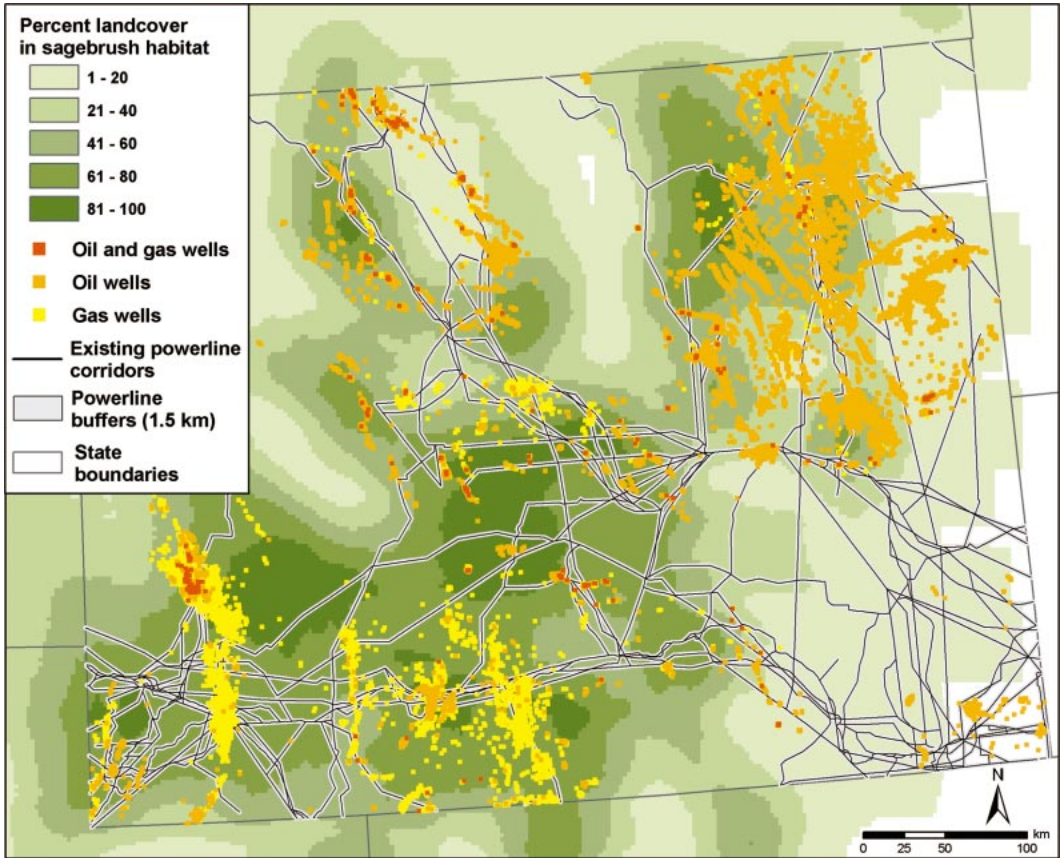 Percent landcover
in sagebrush habitat
1 - 20
21 - 40
41 - 60
61 - 80
81 - 100
Oil and gas wells
Oil wells
Gas wells
Existing powerline
corridors
Powerline
buffers (1.5 km)
State
boundaries
N
km
0 25 50 100